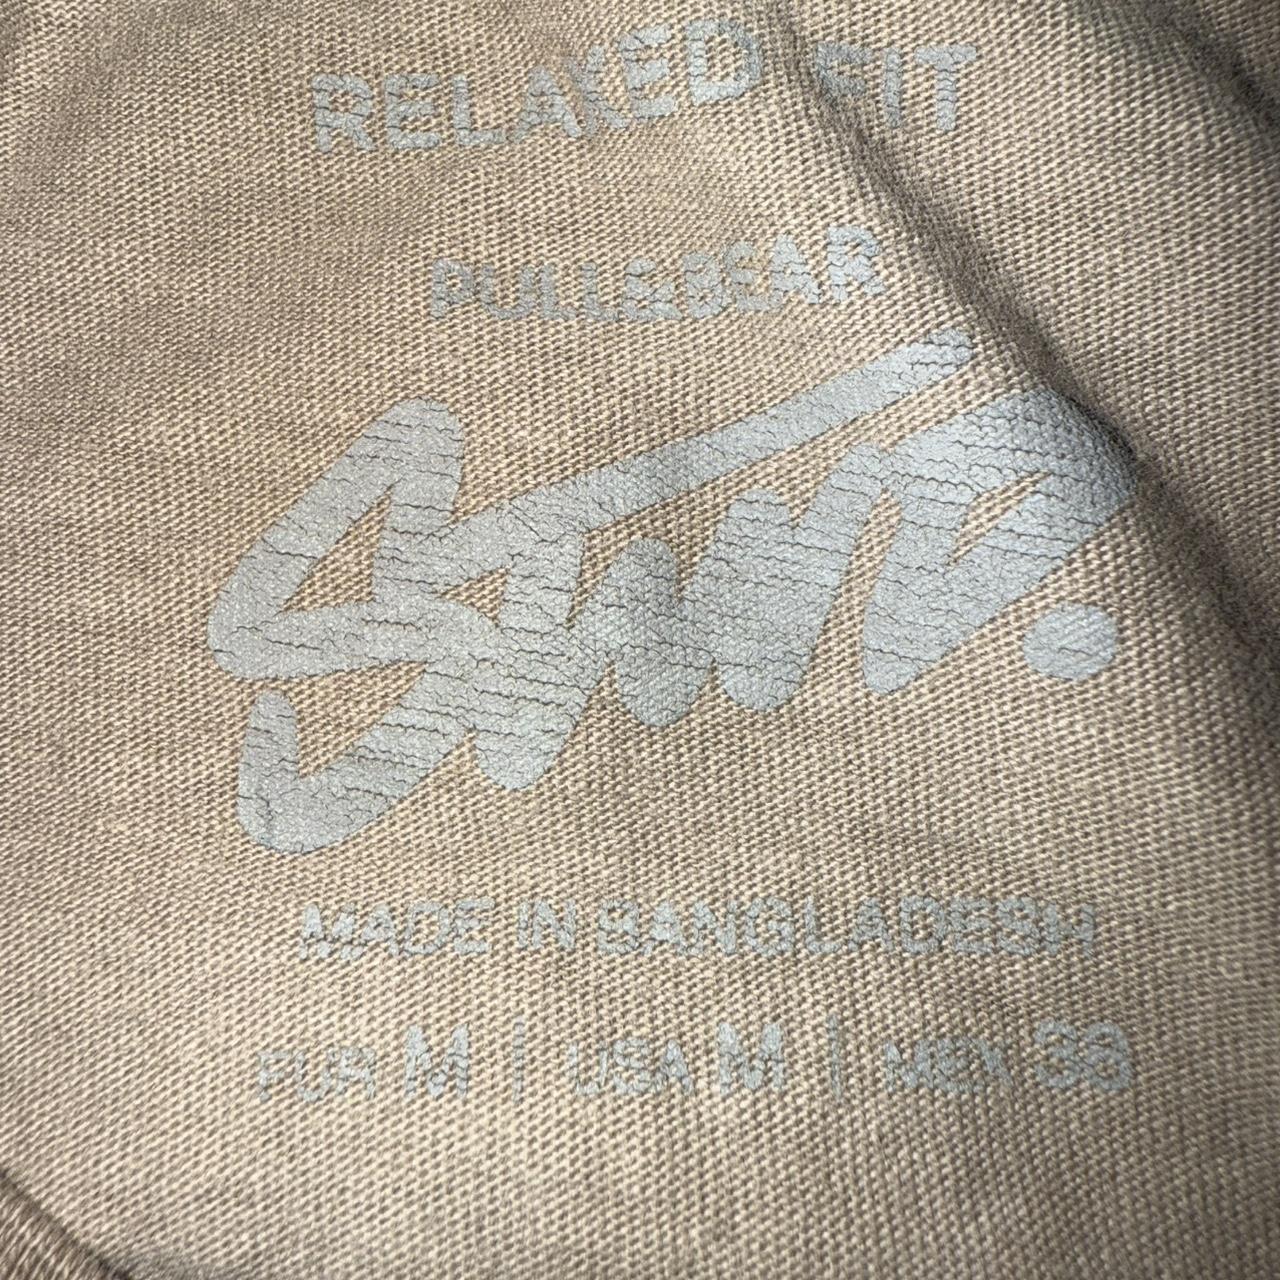 RELAXED FIT
PULL&BEAR
STWD.
MADE IN BANGLADESH
EUR M | USA M | MEX 38